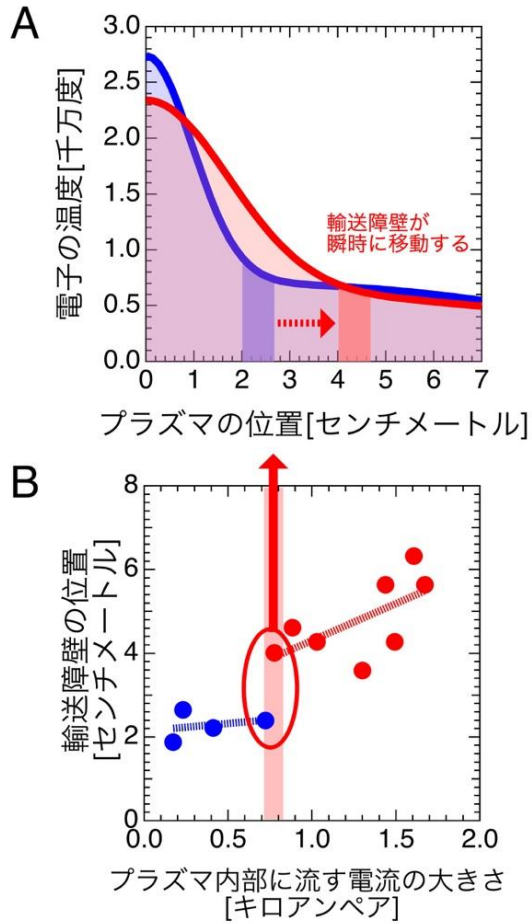 A
電子の温度[千万度]
3.0
2.5
2.0
1.5
1.0
0.5
0.0
輸送障壁が
瞬時に移動する
0 1 2 3 4 5 6 7
プラズマの位置[センチメートル]
B
輸送障壁の位置
[センチメートル]
8
6
4
2
0
0.0 0.5 1.0 1.5 2.0
プラズマ内部に流す電流の大きさ
[キロアンペア]